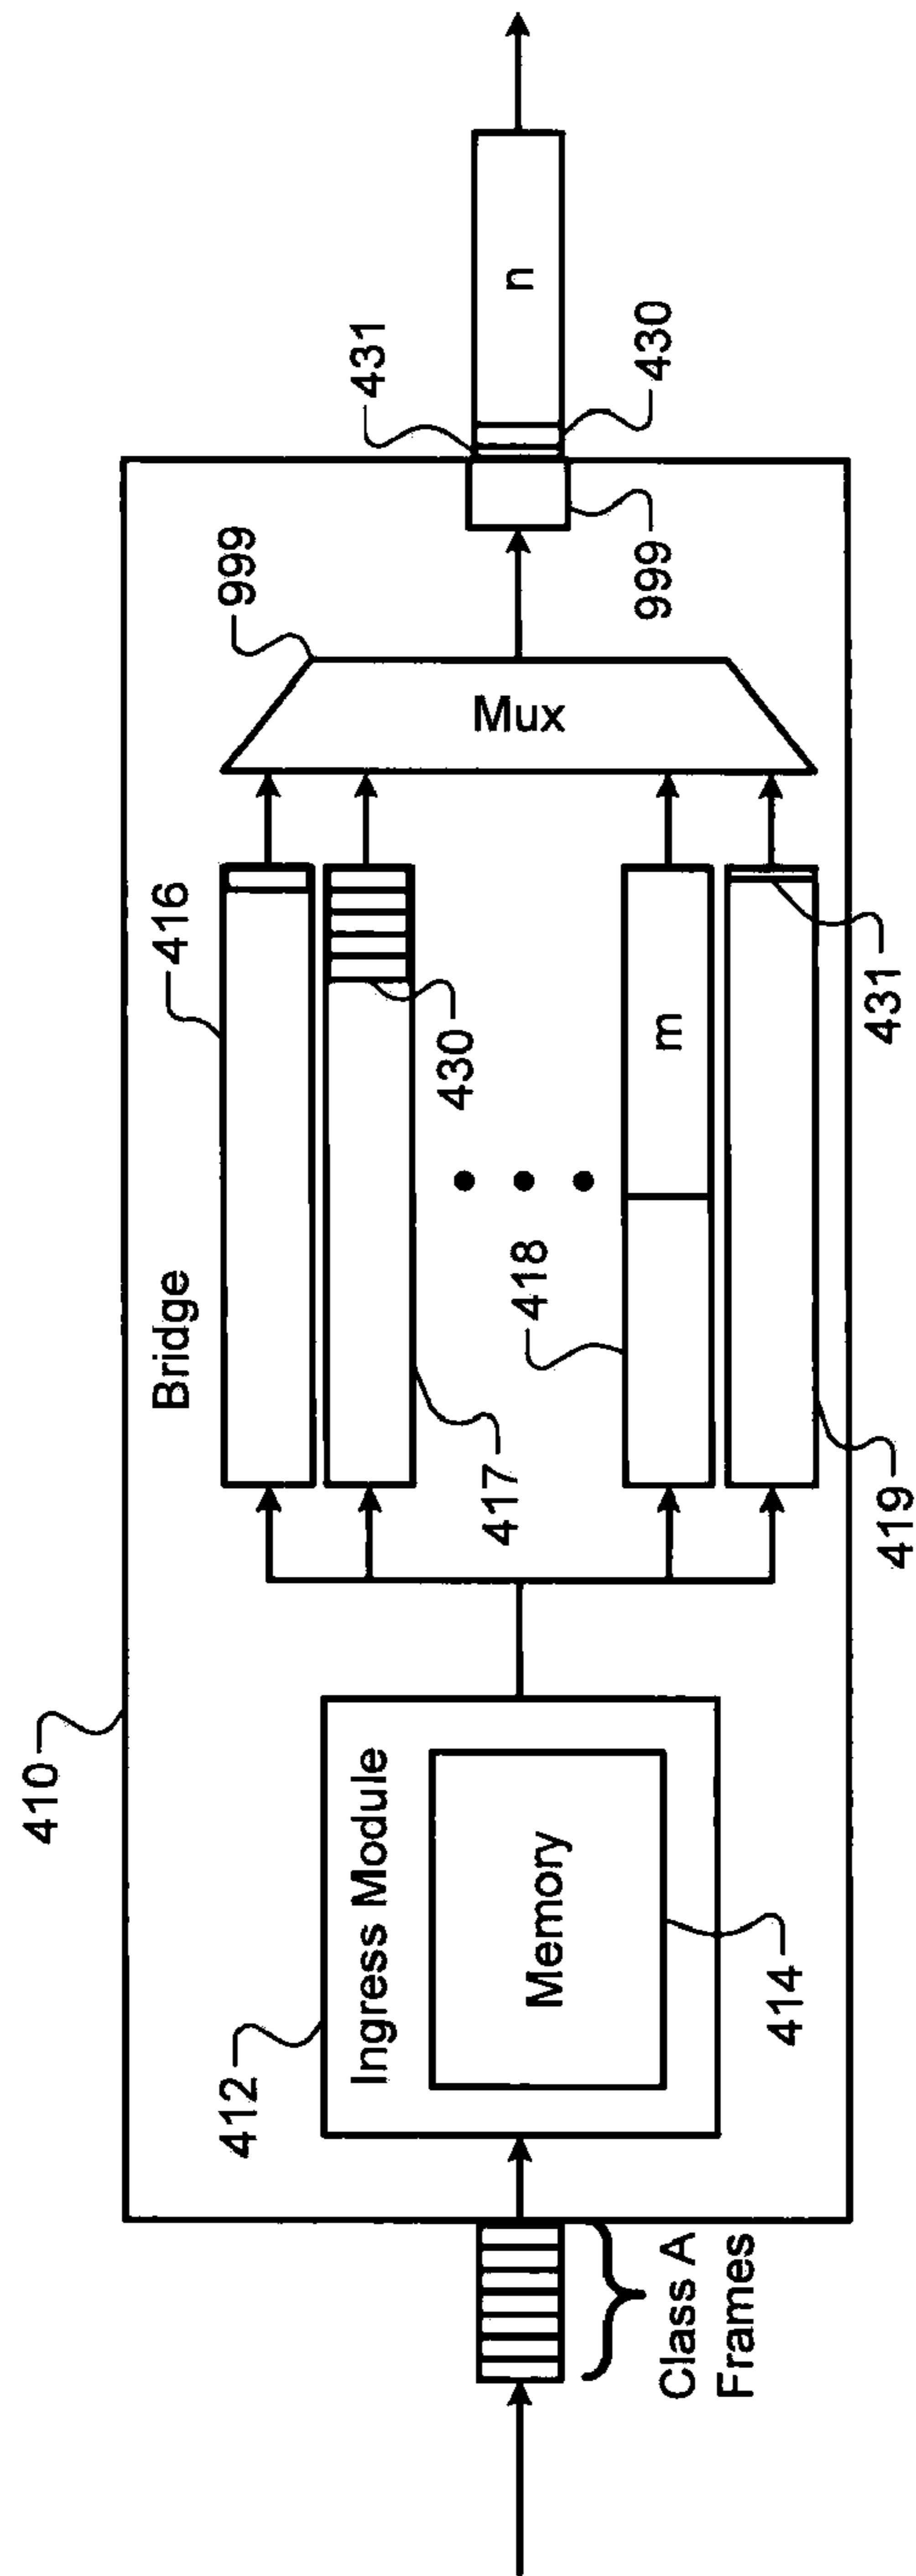 410
Bridge
412
Ingress Module
Memory
414
Class A
Frames
416
417
430
418
m
419
431
999
Mux
999
431
n
430